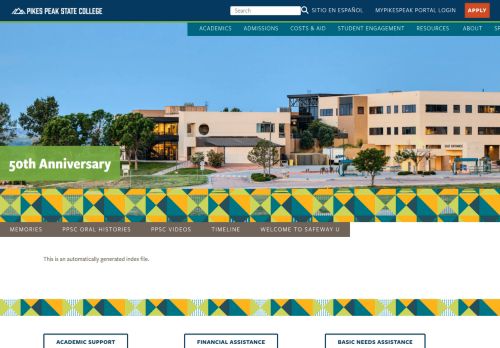 PIKES PEAK STATE COLLEGE
Search
SITIO EN ESPAÑOL
MYPIKESPEAK PORTAL LOGIN
APPLY
ACADEMICS
ADMISSIONS
COSTS & AID
STUDENT ENGAGEMENT
RESOURCES
ABOUT
50th Anniversary
MEMORIES
PPSC ORAL HISTORIES
PPSC VIDEOS
TIMELINE
WELCOME TO SAFEWAY U
This is an automatically generated index file.
ACADEMIC SUPPORT
FINANCIAL ASSISTANCE
BASIC NEEDS ASSISTANCE